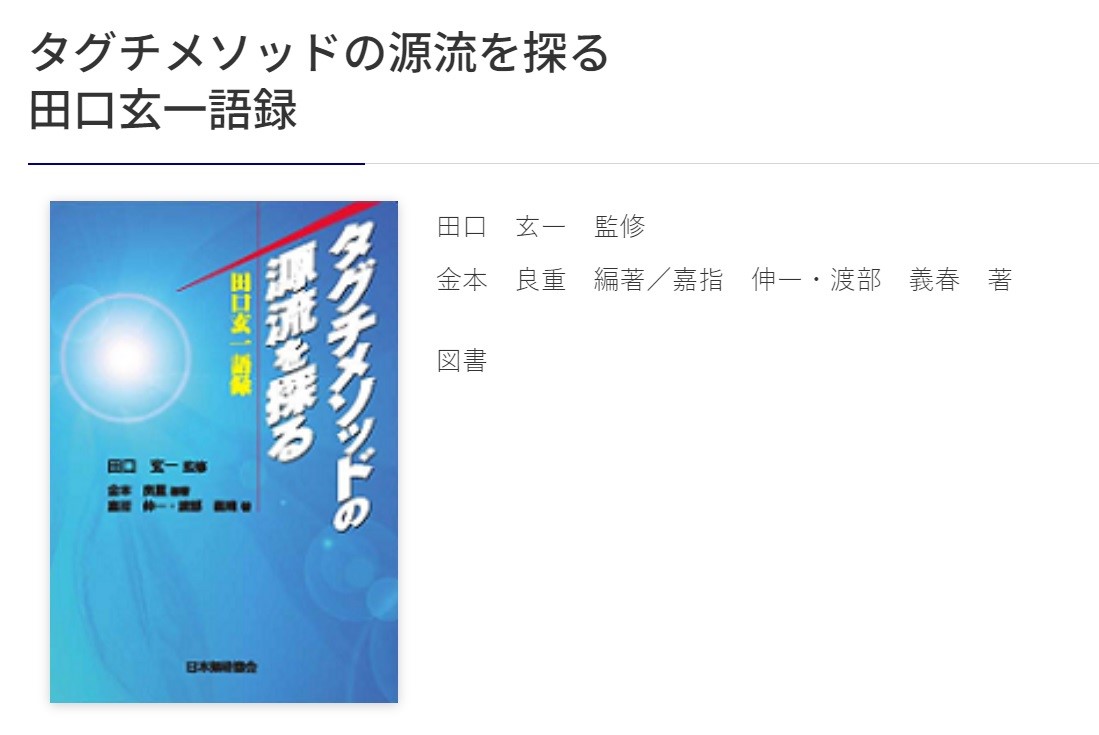 タグチメソッドの源流を探る
田口玄一語録
田口　玄一　監修
金本　良重　編著／嘉指　伸一・渡部　義春　著
図書
タグチメソッドの
源流を探る
田口玄一語録
田口　玄一 監修
金本　良重 編著
嘉指　伸一・渡部　義春 著
日本規格協会